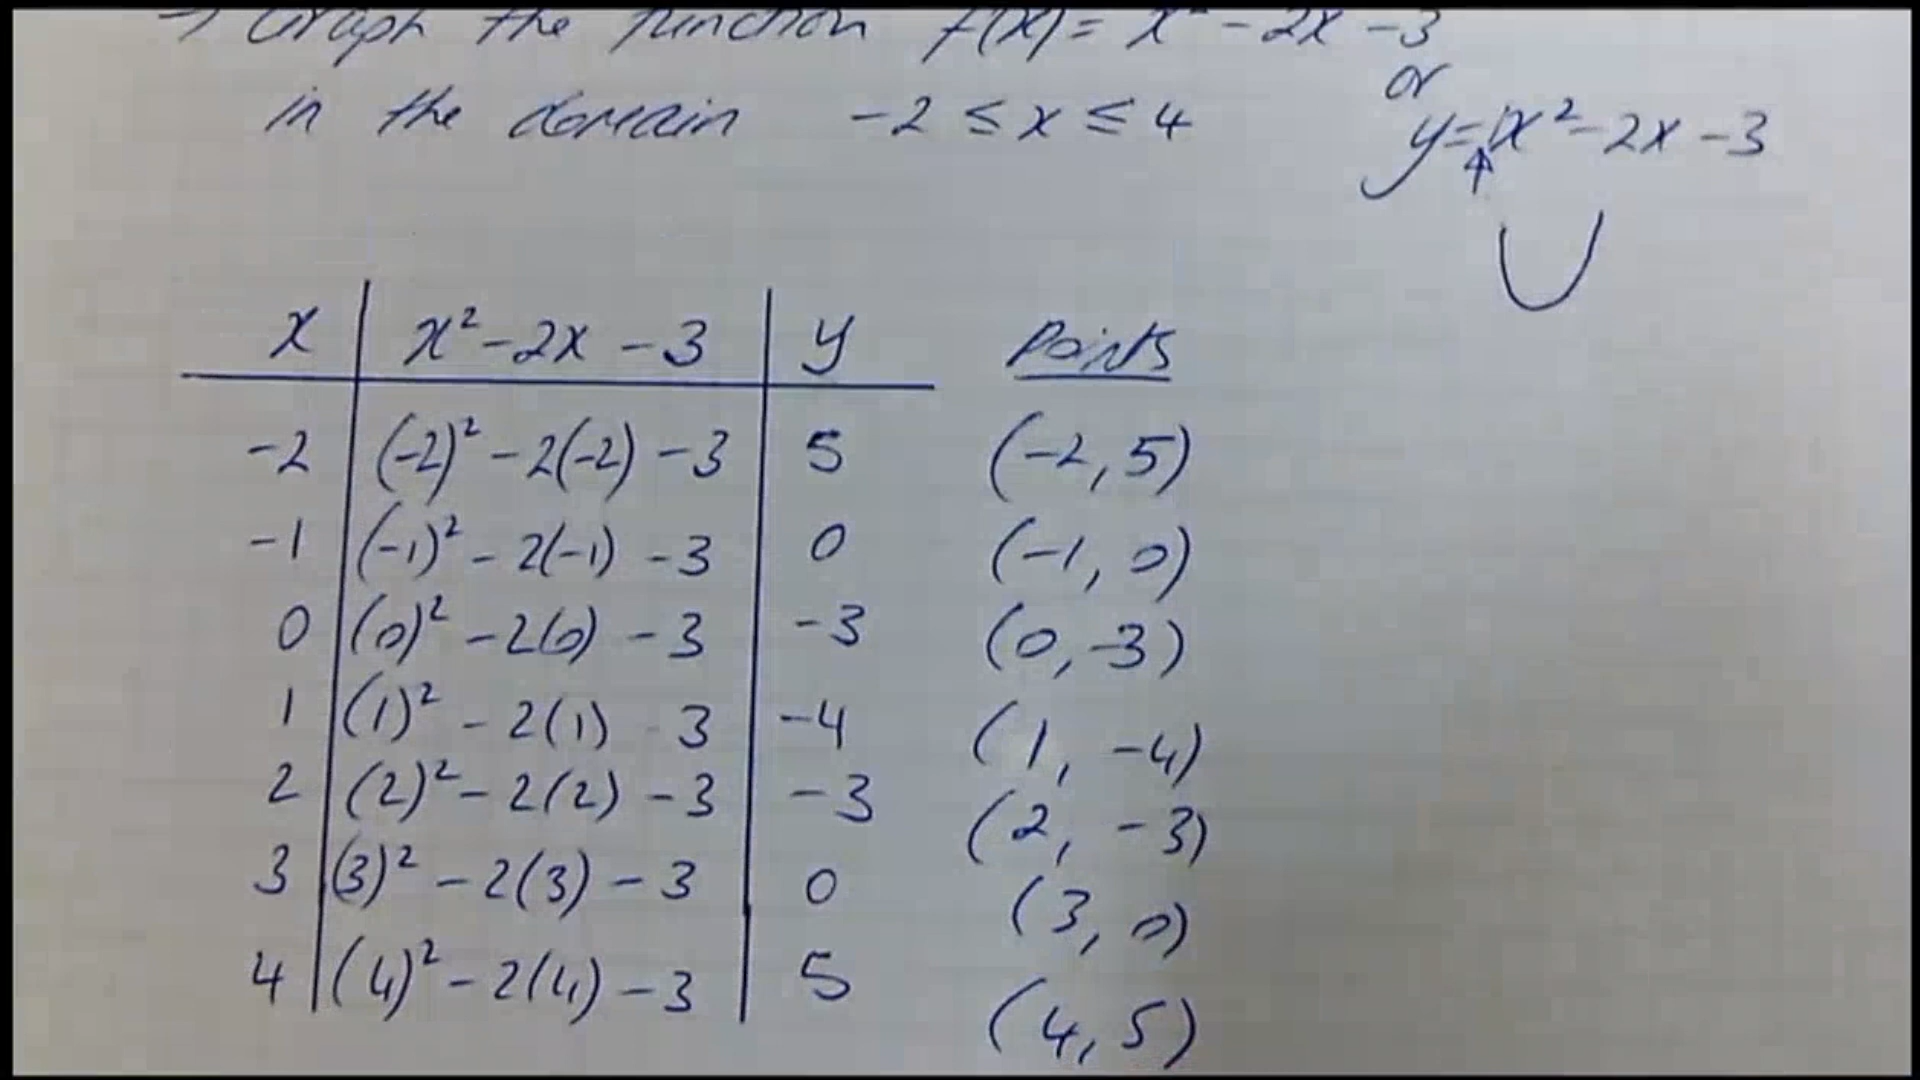 → Graph the function f(x) = x² - 2x - 3
or
in the domain -2 ≤ x ≤ 4
y = 1x² - 2x - 3
x | x² - 2x - 3 | y Points
-2 | (-2)² - 2(-2) - 3 | 5 (-2, 5)
-1 | (-1)² - 2(-1) - 3 | 0 (-1, 0)
0 | (0)² - 2(0) - 3 | -3 (0, -3)
1 | (1)² - 2(1) - 3 | -4 (1, -4)
2 | (2)² - 2(2) - 3 | -3 (2, -3)
3 | (3)² - 2(3) - 3 | 0 (3, 0)
4 | (4)² - 2(4) - 3 | 5 (4, 5)